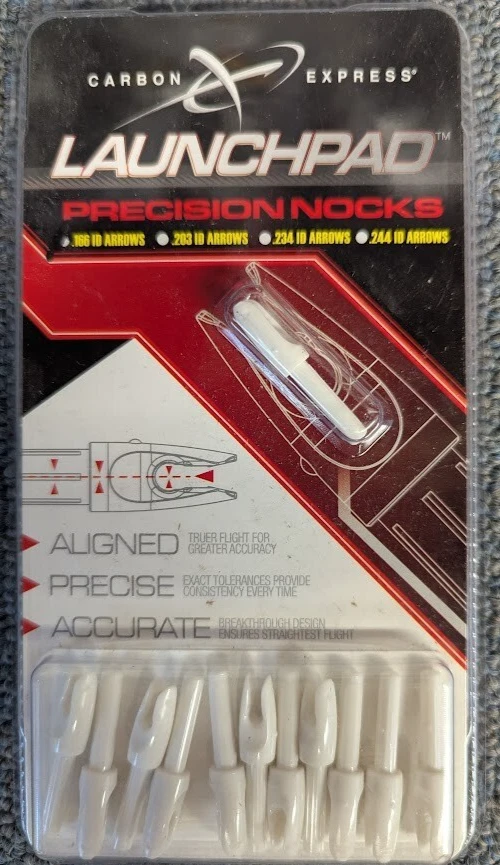 CARBON EXPRESS®
LAUNCHPAD™
PRECISION NOCKS
.166 ID ARROWS .203 ID ARROWS .234 ID ARROWS .244 ID ARROWS
ALIGNED TRUER FLIGHT FOR
GREATER ACCURACY
PRECISE EXACT TOLERANCES PROVIDE
CONSISTENCY EVERY TIME
ACCURATE BREAKTHROUGH DESIGN
ENSURES STRAIGHTEST FLIGHT